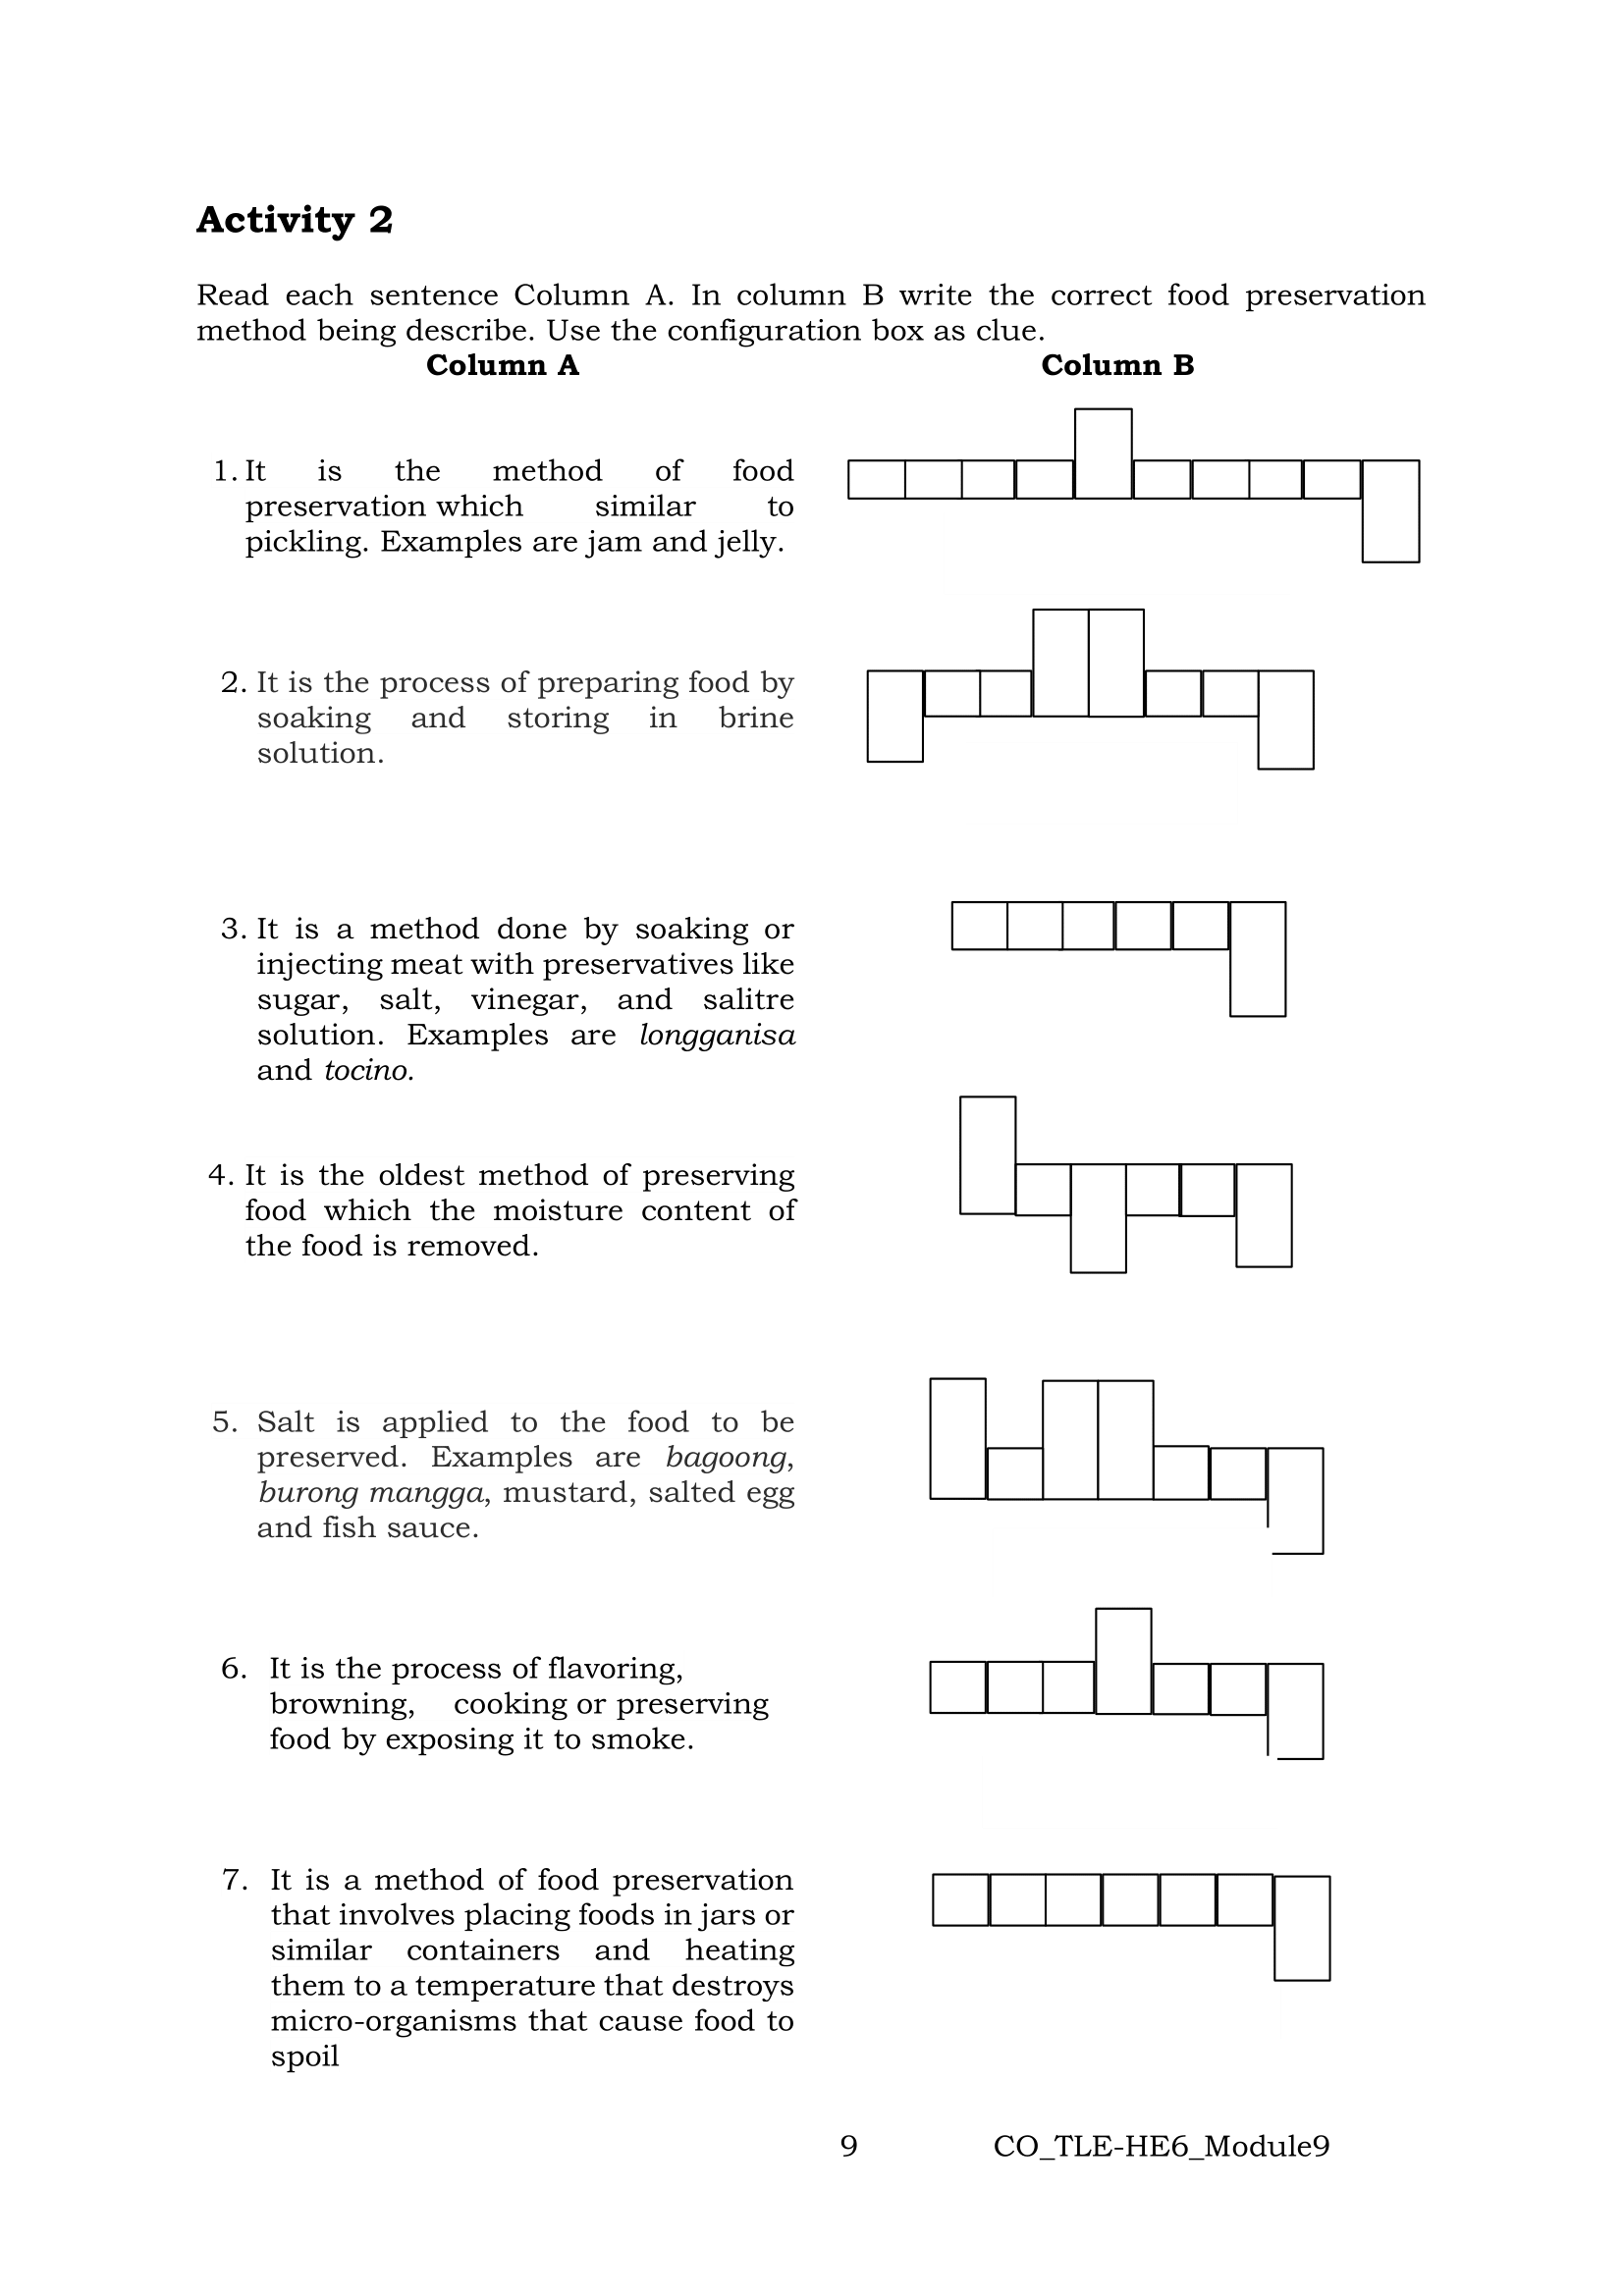 Activity 2
Read each sentence Column A. In column B write the correct food preservation
method being describe. Use the configuration box as clue.
Column A Column B
1. It is the method of food
preservation which similar to
pickling. Examples are jam and jelly.
2. It is the process of preparing food by
soaking and storing in brine
solution.
3. It is a method done by soaking or
injecting meat with preservatives like
sugar, salt, vinegar, and salitre
solution. Examples are longganisa
and tocino.
4. It is the oldest method of preserving
food which the moisture content of
the food is removed.
5. Salt is applied to the food to be
preserved. Examples are bagoong,
burong mangga, mustard, salted egg
and fish sauce.
6. It is the process of flavoring,
browning, cooking or preserving
food by exposing it to smoke.
7. It is a method of food preservation
that involves placing foods in jars or
similar containers and heating
them to a temperature that destroys
micro-organisms that cause food to
spoil
9 CO_TLE-HE6_Module9